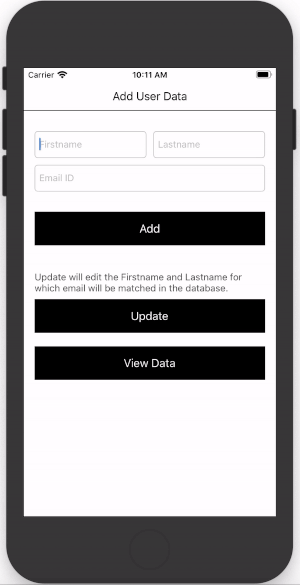 Carrier 10:11 AM
Add User Data
Firstname Lastname
Email ID
Add
Update will edit the Firstname and Lastname for
which email will be matched in the database.
Update
View Data